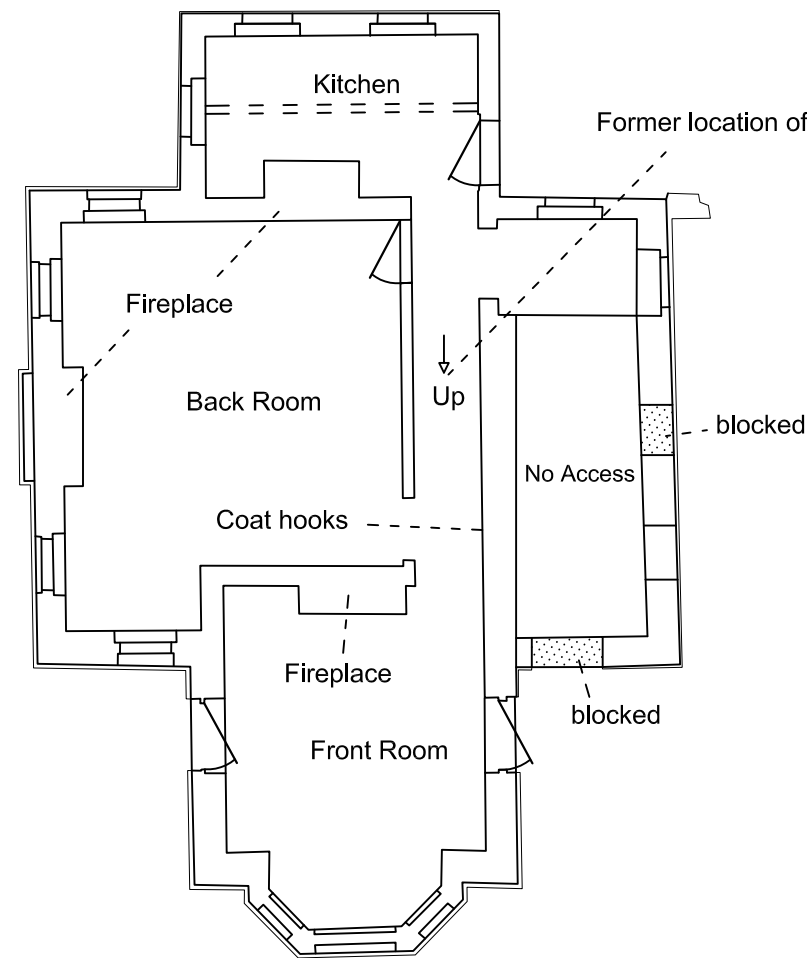 Kitchen
Former location of
Fireplace
Up
Back Room
blocked
No Access
Coat hooks
Fireplace
blocked
Front Room